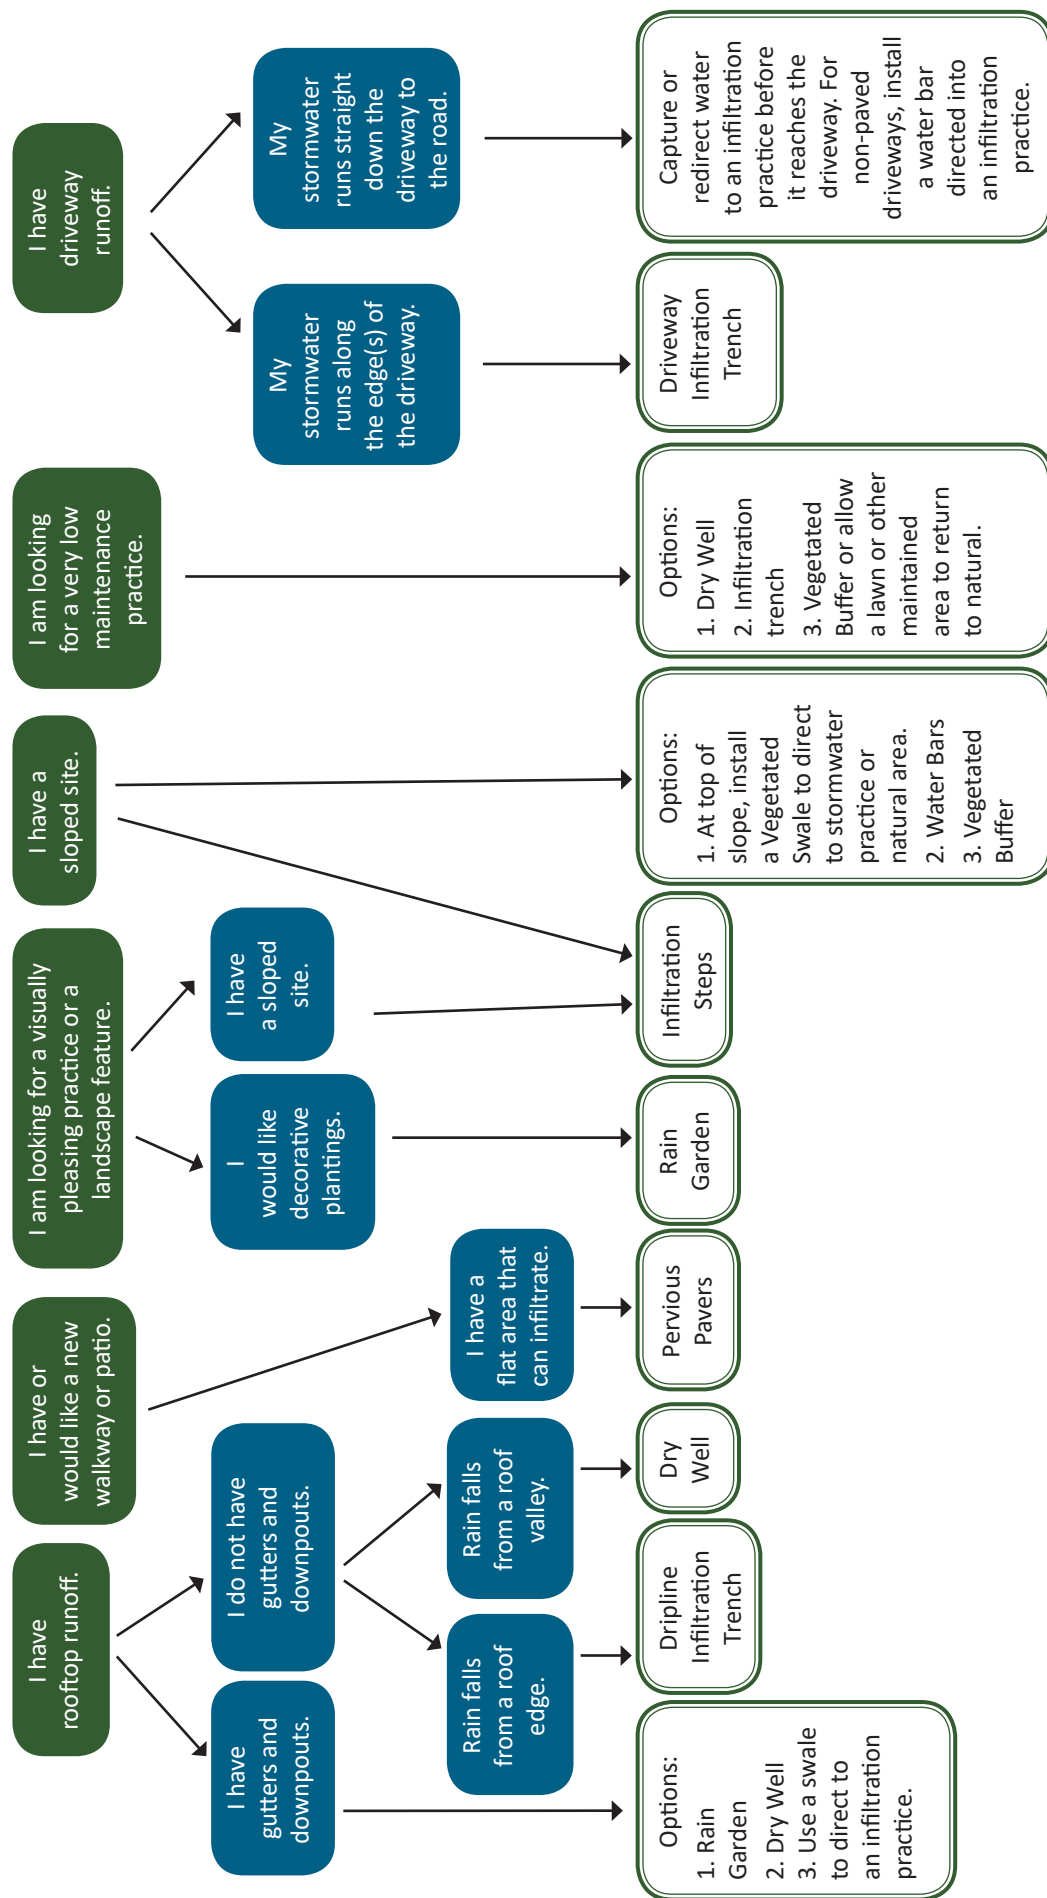 I have
rooftop runoff.
I have or
would like a new
walkway or patio.
I am looking for a visually
pleasing practice or a
landscape feature.
I have a
sloped site.
I am looking
for a very low
maintenance
practice.
I have
driveway
runoff.
I have
gutters and
downpouts.
I do not have
gutters and
downpouts.
I
would like
decorative
plantings.
I have
a sloped
site.
My
stormwater
runs along
the edge(s) of
the driveway.
My
stormwater
runs straight
down the
driveway to
the road.
Rain falls
from a roof
edge.
Rain falls
from a roof
valley.
I have a
flat area that
can infiltrate.
Options:
1. Rain
Garden
2. Dry Well
3. Use a swale
to direct to
an infiltration
practice.
Dripline
Infiltration
Trench
Dry
Well
Pervious
Pavers
Rain
Garden
Infiltration
Steps
Options:
1. At top of
slope, install
a Vegetated
Swale to direct
to stormwater
practice or
natural area.
2. Water Bars
3. Vegetated
Buffer
Options:
1. Dry Well
2. Infiltration
trench
3. Vegetated
Buffer or allow
a lawn or other
maintained
area to return
to natural.
Driveway
Infiltration
Trench
Capture or
redirect water
to an infiltration
practice before
it reaches the
driveway. For
non-paved
driveways, install
a water bar
directed into
an infiltration
practice.